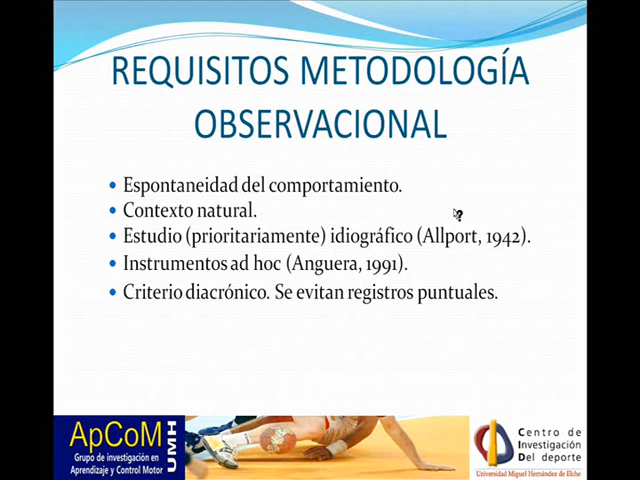 REQUISITOS METODOLOGÍA
OBSERVACIONAL
• Espontaneidad del comportamiento.
• Contexto natural.
• Estudio (prioritariamente) idiográfico (Allport, 1942).
• Instrumentos ad hoc (Anguera, 1991).
• Criterio diacrónico. Se evitan registros puntuales.
ApCoM
UMH
Grupo de investigación en
Aprendizaje y Control Motor
Centro de
Investigación
Del deporte
Universidad Miguel Hernández de Elche